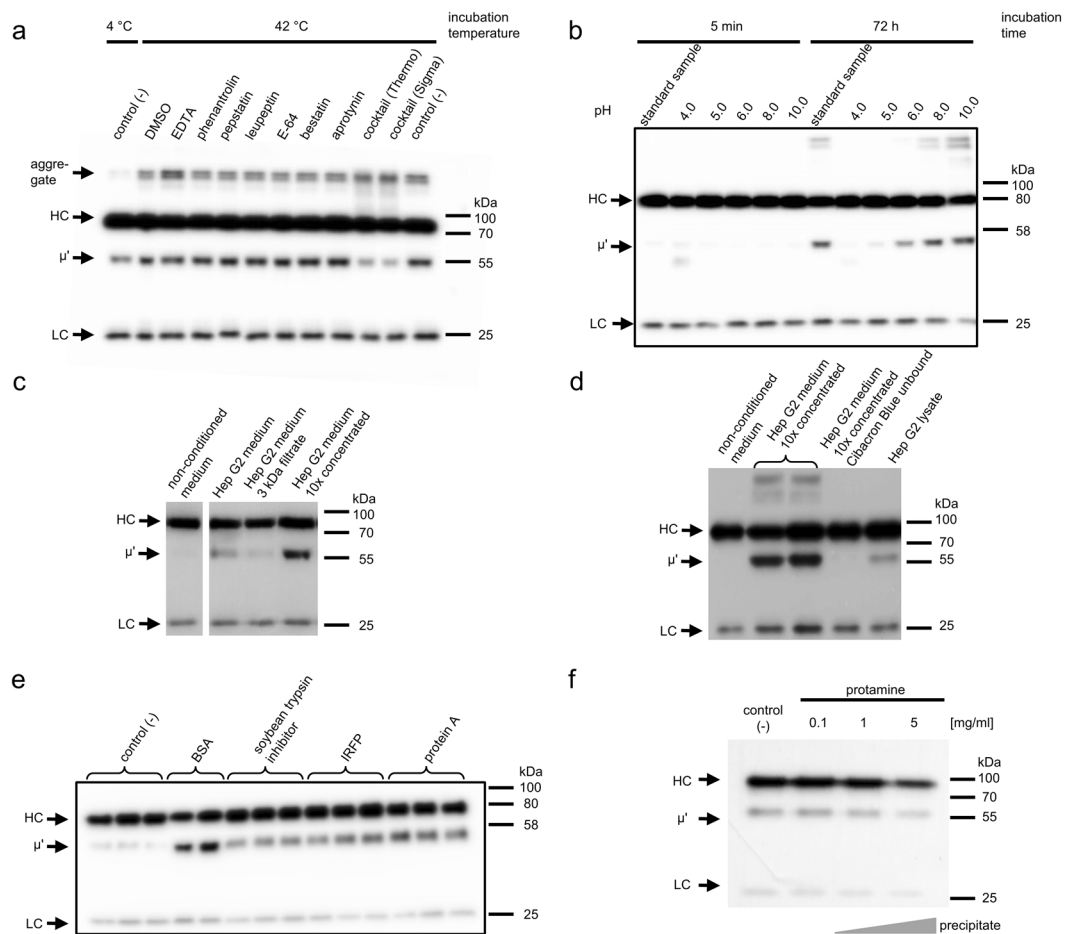 a
4 °C
42 °C
incubation
temperature
control (-)
DMSO
EDTA
phenantrolin
pepstatin
leupeptin
E-64
bestatin
aprotynin
cocktail (Thermo)
cocktail (Sigma)
control (-)
aggre-
gate
HC
µ'
LC
kDa
100
70
55
25
b
5 min
72 h
incubation
time
pH
standard sample
4.0
5.0
6.0
8.0
10.0
standard sample
4.0
5.0
6.0
8.0
10.0
HC
µ'
LC
kDa
100
80
58
25
c
non-conditioned
medium
Hep G2 medium
Hep G2 medium
3 kDa filtrate
Hep G2 medium
10x concentrated
HC
µ'
LC
kDa
100
70
55
25
d
non-conditioned
medium
Hep G2 medium
10x concentrated
Hep G2 medium
10x concentrated
Cibacron Blue unbound
Hep G2 lysate
HC
µ'
LC
kDa
100
70
55
25
e
control (-)
BSA
soybean trypsin
inhibitor
IRFP
protein A
HC
µ'
LC
kDa
100
80
58
25
f
control
(-)
protamine
0.1
1
5
[mg/ml]
HC
µ'
LC
kDa
100
70
55
25
precipitate